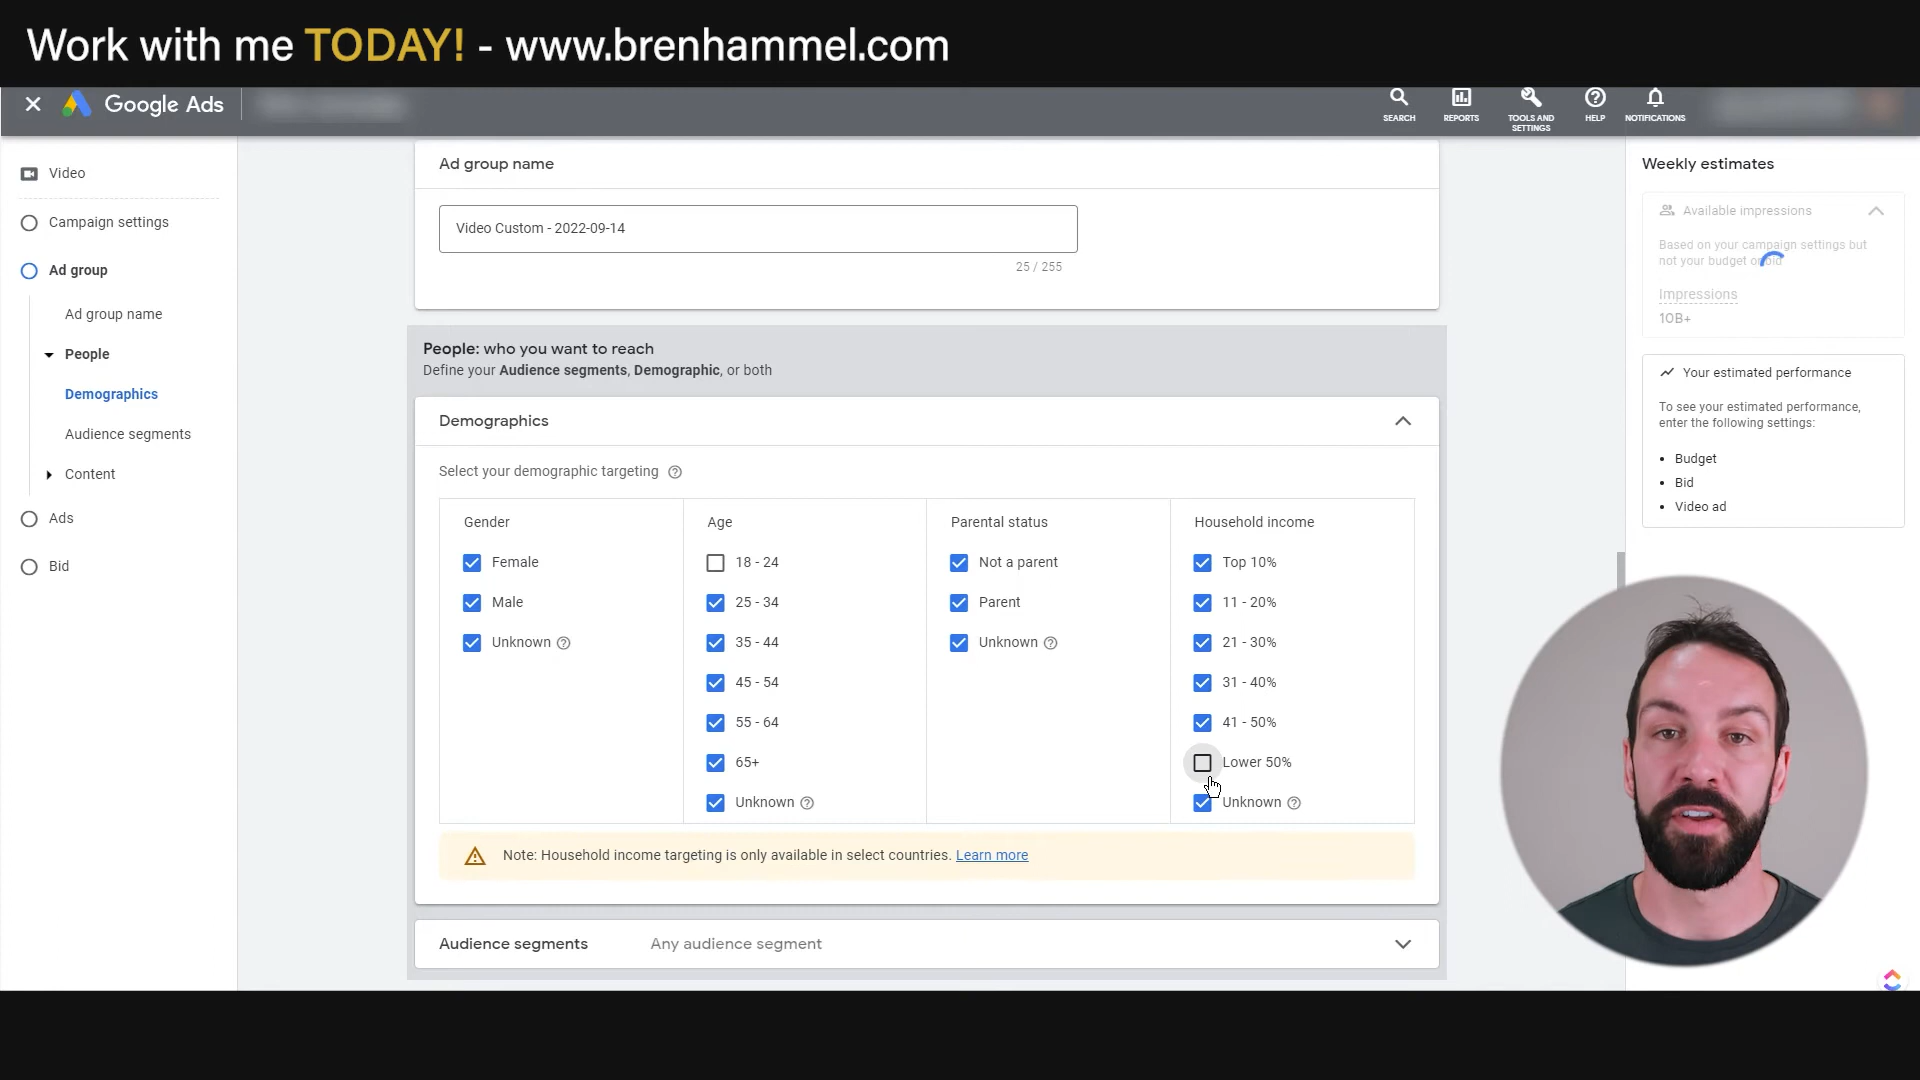 Work with me TODAY! - www.brenhammel.com
Google Ads
SEARCH
REPORTS
TOOLS AND
SETTINGS
HELP
NOTIFICATIONS
Video
Campaign settings
Ad group
Ad group name
People
Demographics
Audience segments
Content
Ads
Bid
Ad group name
Video Custom - 2022-09-14
25 / 255
People: who you want to reach
Define your Audience segments, Demographic, or both
Demographics
Select your demographic targeting
Gender
Female
Male
Unknown
Age
18 - 24
25 - 34
35 - 44
45 - 54
55 - 64
65+
Unknown
Parental status
Not a parent
Parent
Unknown
Household income
Top 10%
11 - 20%
21 - 30%
31 - 40%
41 - 50%
Lower 50%
Unknown
Note: Household income targeting is only available in select countries. Learn more
Audience segments Any audience segment
Weekly estimates
Available impressions
Based on your campaign settings but
not your budget or bid
Impressions
10B+
Your estimated performance
To see your estimated performance,
enter the following settings:
• Budget
• Bid
• Video ad